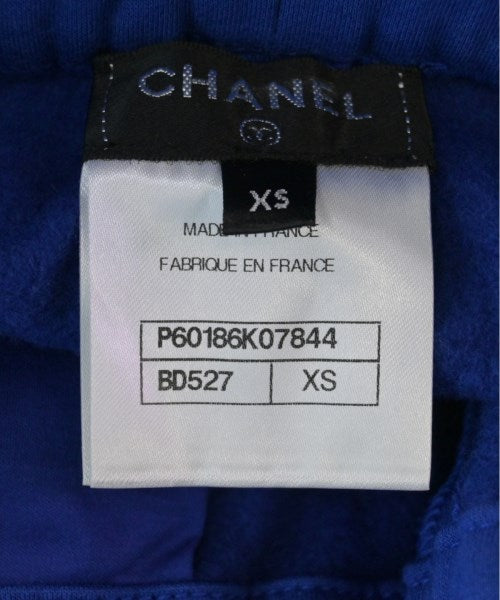 CHANEL
XS
MADE IN FRANCE
FABRIQUE EN FRANCE
P60186K07844
BD527 XS